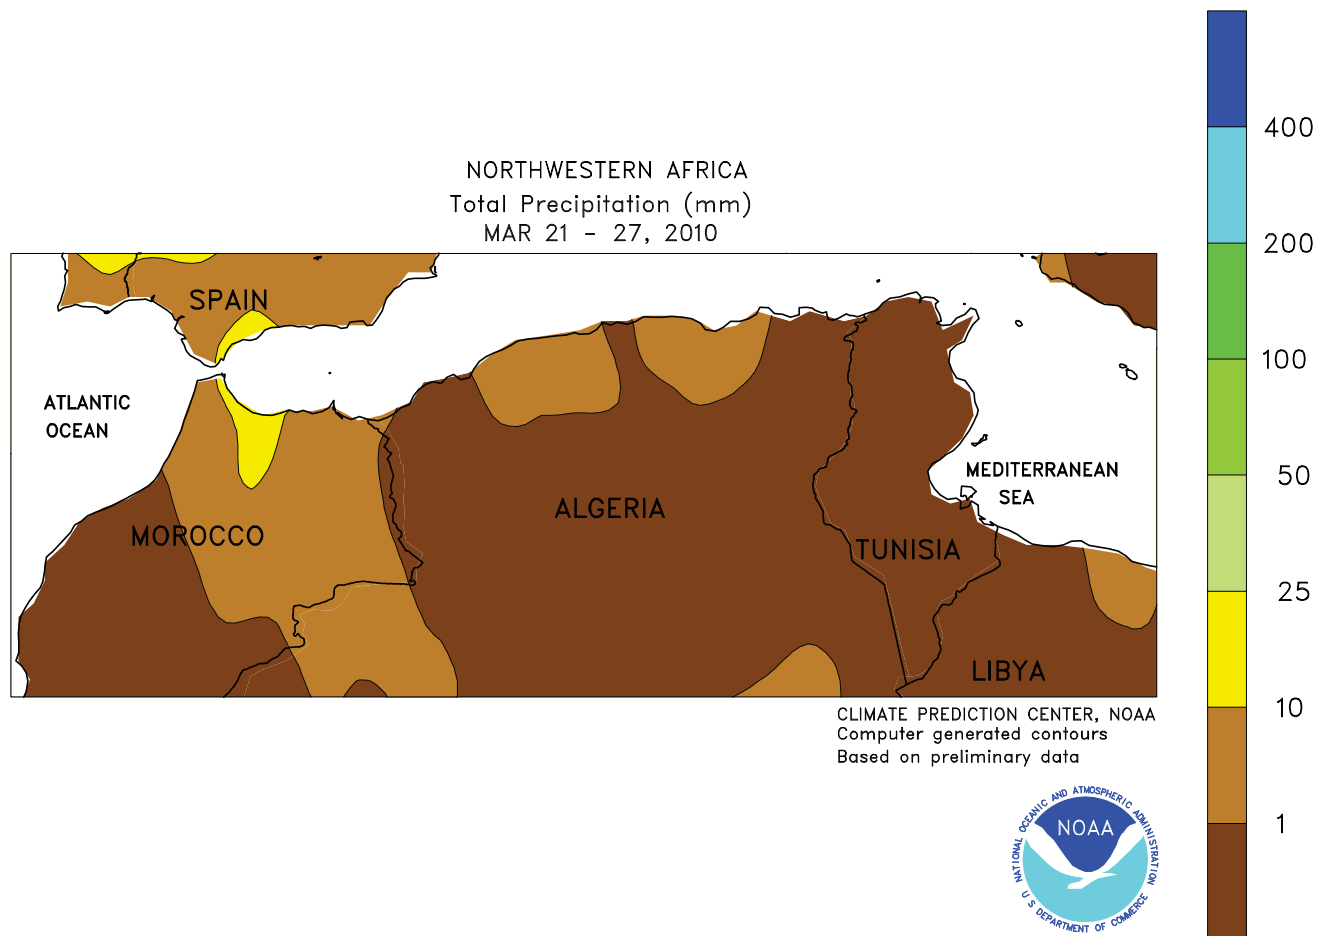 NORTHWESTERN AFRICA
Total Precipitation (mm)
MAR 21 - 27, 2010
SPAIN
ATLANTIC
OCEAN
MEDITERRANEAN
SEA
ALGERIA
MOROCCO
TUNISIA
LIBYA
CLIMATE PREDICTION CENTER, NOAA
Computer generated contours
Based on preliminary data
NATIONAL OCEANIC AND ATMOSPHERIC ADMINISTRATION
NOAA
U S DEPARTMENT OF COMMERCE
400
200
100
50
25
10
1